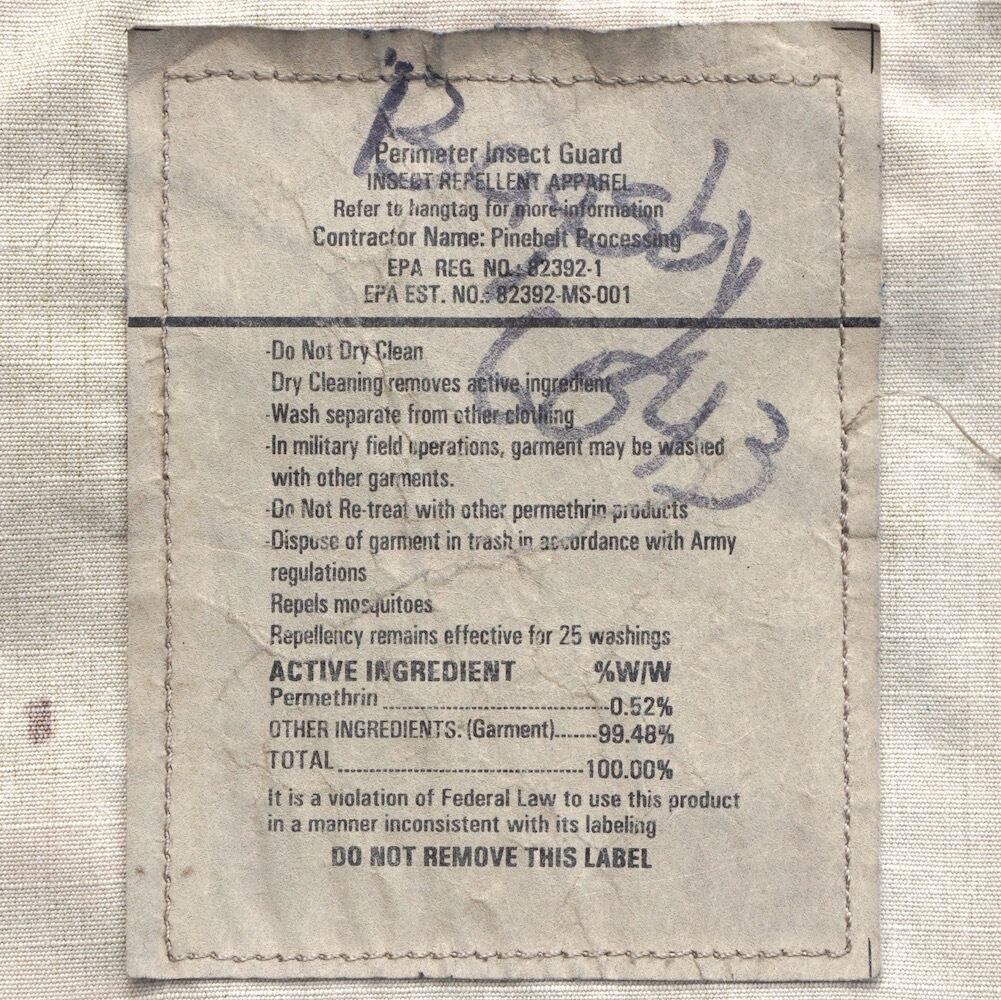 Perimeter Insect Guard
INSECT REPELLENT APPAREL
Refer to hangtag for more information
Contractor Name: Pinebelt Processing
EPA REG. NO.: 82392-1
EPA EST. NO.: 82392-MS-001
-Do Not Dry Clean
Dry Cleaning removes active ingredient
-Wash separate from other clothing
-In military field operations, garment may be washed
with other garments.
-Do Not Re-treat with other permethrin products
-Dispose of garment in trash in accordance with Army
regulations
Repels mosquitoes
Repellency remains effective for 25 washings
ACTIVE INGREDIENT %W/W
Permethrin ........................................0.52%
OTHER INGREDIENTS: (Garment).......99.48%
TOTAL............................................100.00%
It is a violation of Federal Law to use this product
in a manner inconsistent with its labeling
DO NOT REMOVE THIS LABEL